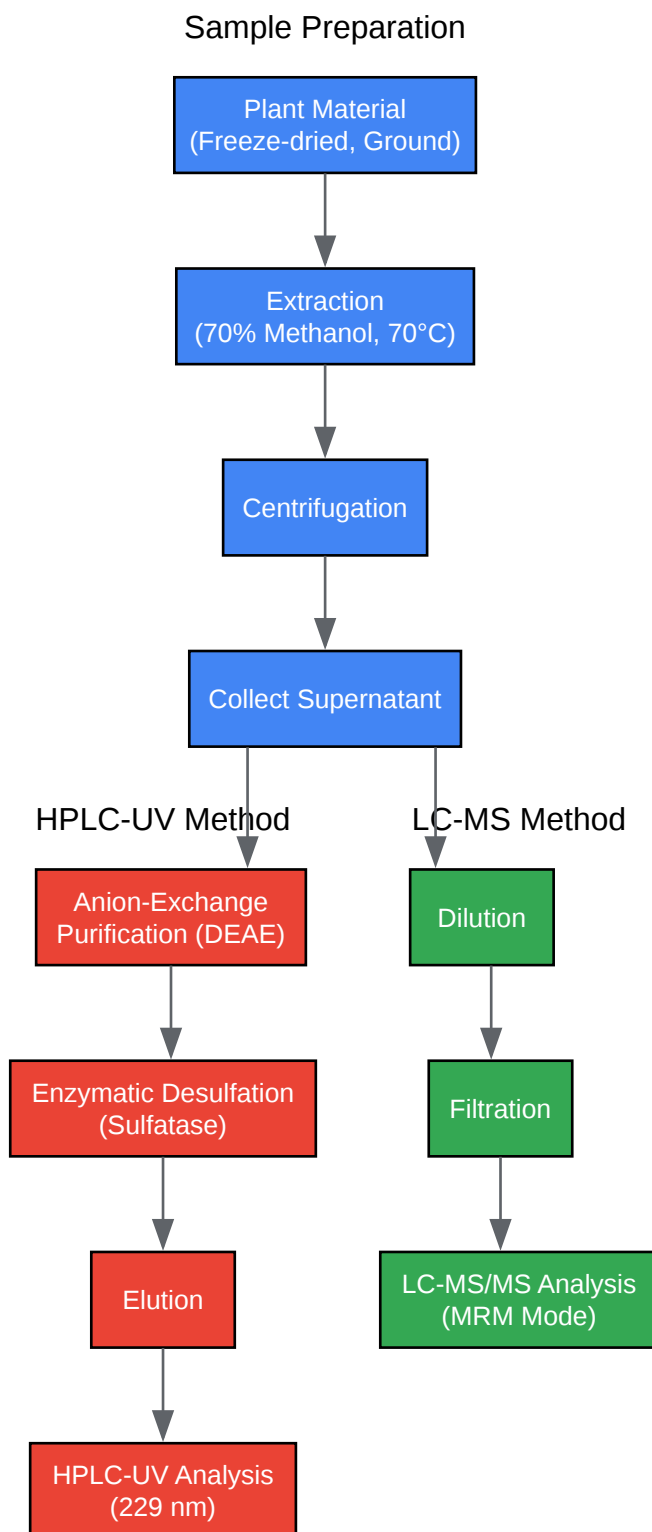 Sample Preparation
Plant Material
(Freeze-dried, Ground)
Extraction
(70% Methanol, 70°C)
Centrifugation
Collect Supernatant
HPLC-UV Method
Anion-Exchange
Purification (DEAE)
Enzymatic Desulfation
(Sulfatase)
Elution
HPLC-UV Analysis
(229 nm)
LC-MS Method
Dilution
Filtration
LC-MS/MS Analysis
(MRM Mode)